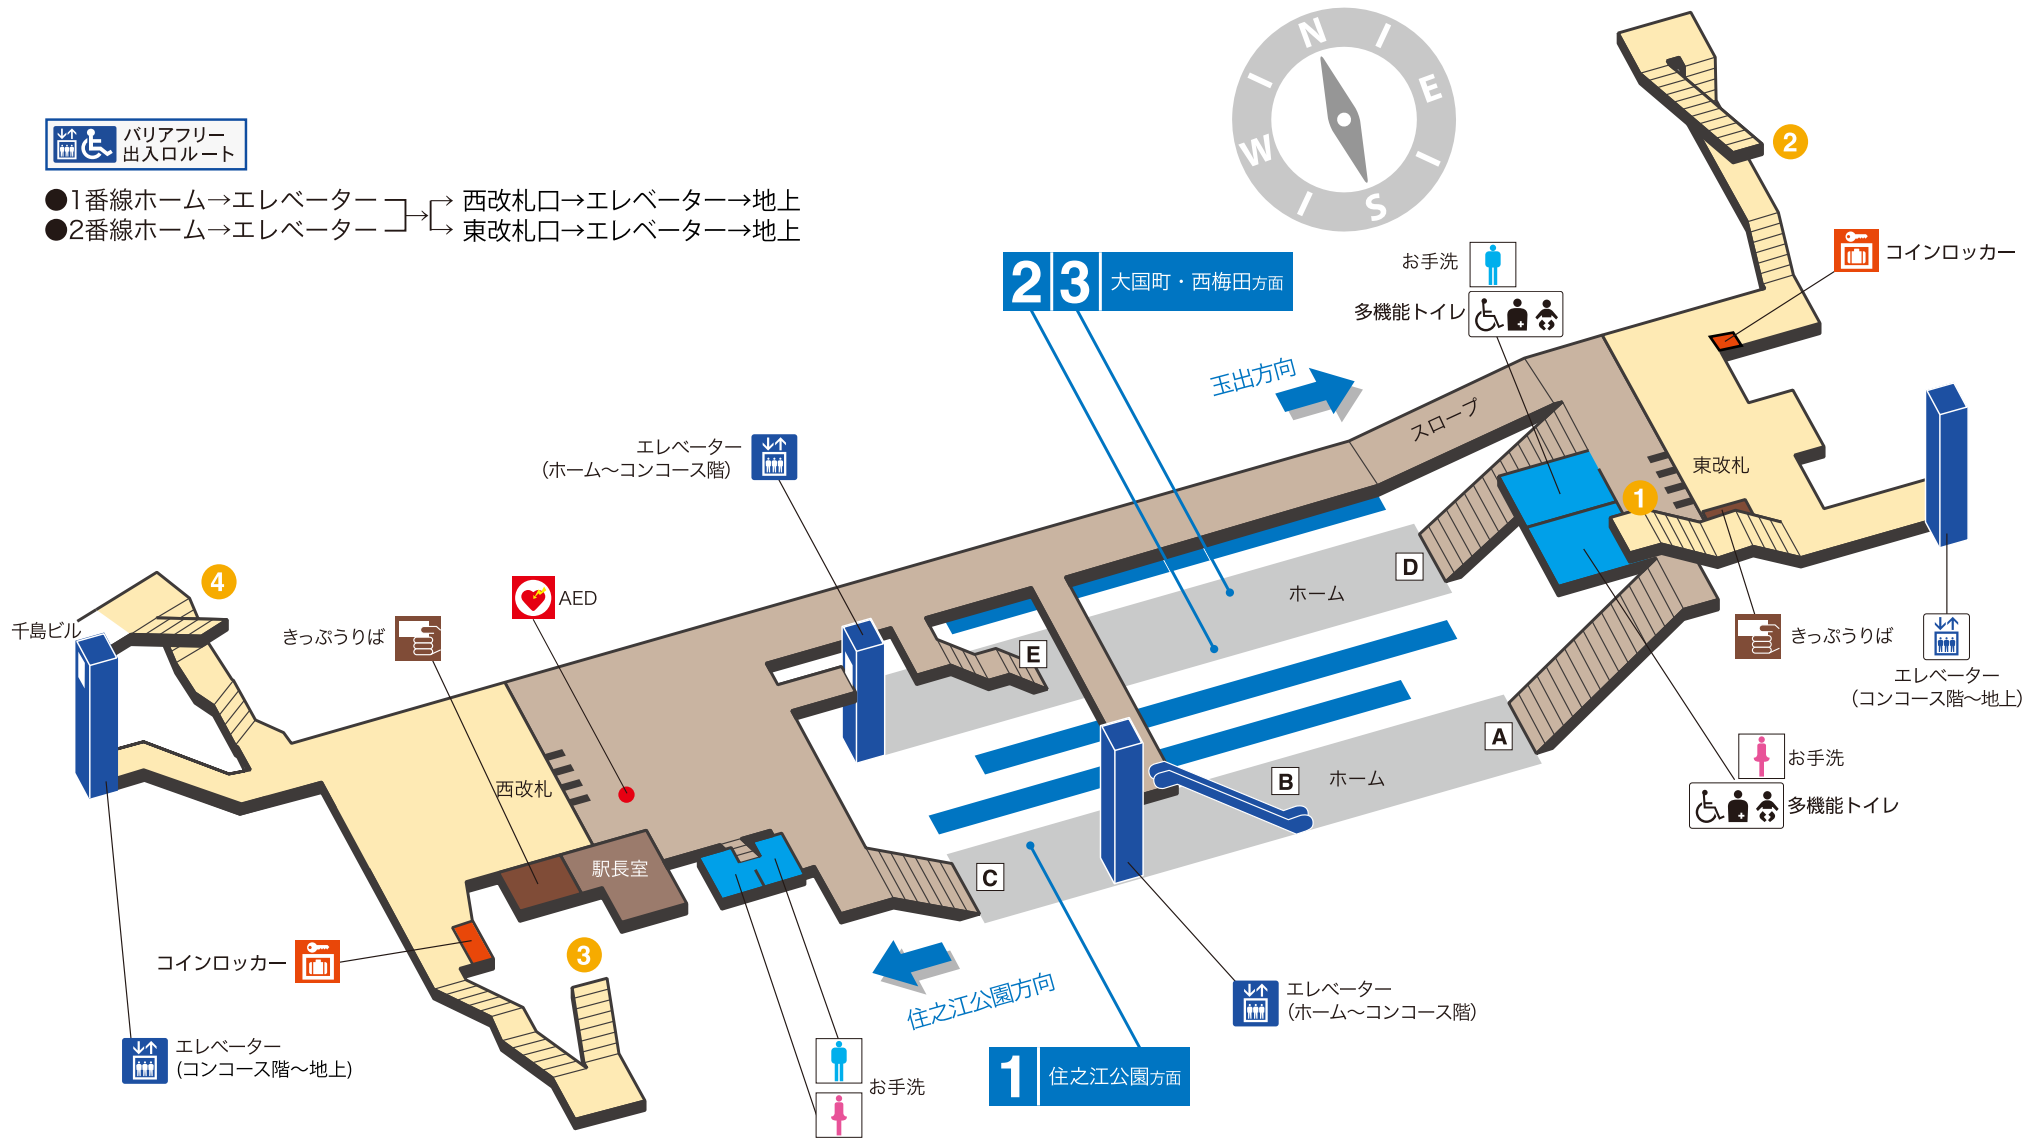 バリアフリー
出入口ルート
●1番線ホーム→エレベーター
●2番線ホーム→エレベーター
→西改札口→エレベーター→地上
→東改札口→エレベーター→地上
N
E
S
W
2
2 3 大国町・西梅田方面
お手洗
多機能トイレ
コインロッカー
玉出方向
スロープ
エレベーター
(ホーム〜コンコース階)
東改札
1
D
ホーム
4
AED
千島ビル
きっぷうりば
E
きっぷうりば
エレベーター
(コンコース階〜地上)
A
お手洗
多機能トイレ
B
ホーム
西改札
駅長室
C
コインロッカー
3
住之江公園方向
エレベーター
(ホーム〜コンコース階)
エレベーター
(コンコース階〜地上)
お手洗
1 住之江公園方面